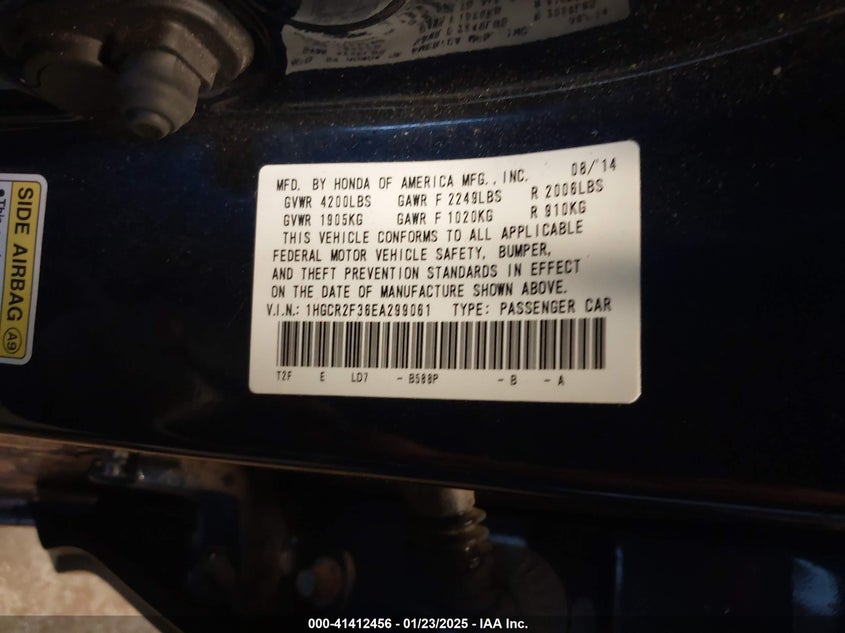 MFD. BY HONDA OF AMERICA MFG., INC. 08/'14
GVWR 4200LBS GAWR F 2249LBS R 2006LBS
GVWR 1905KG GAWR F 1020KG R 910KG
THIS VEHICLE CONFORMS TO ALL APPLICABLE
FEDERAL MOTOR VEHICLE SAFETY, BUMPER,
AND THEFT PREVENTION STANDARDS IN EFFECT
ON THE DATE OF MANUFACTURE SHOWN ABOVE.
V.I.N.: 1HGCR2F36EA299061 TYPE: PASSENGER CAR
T2F E LD7 - B588P - B - A
SIDE AIRBAG A9
000-41412456 - 01/23/2025 - IAA Inc.